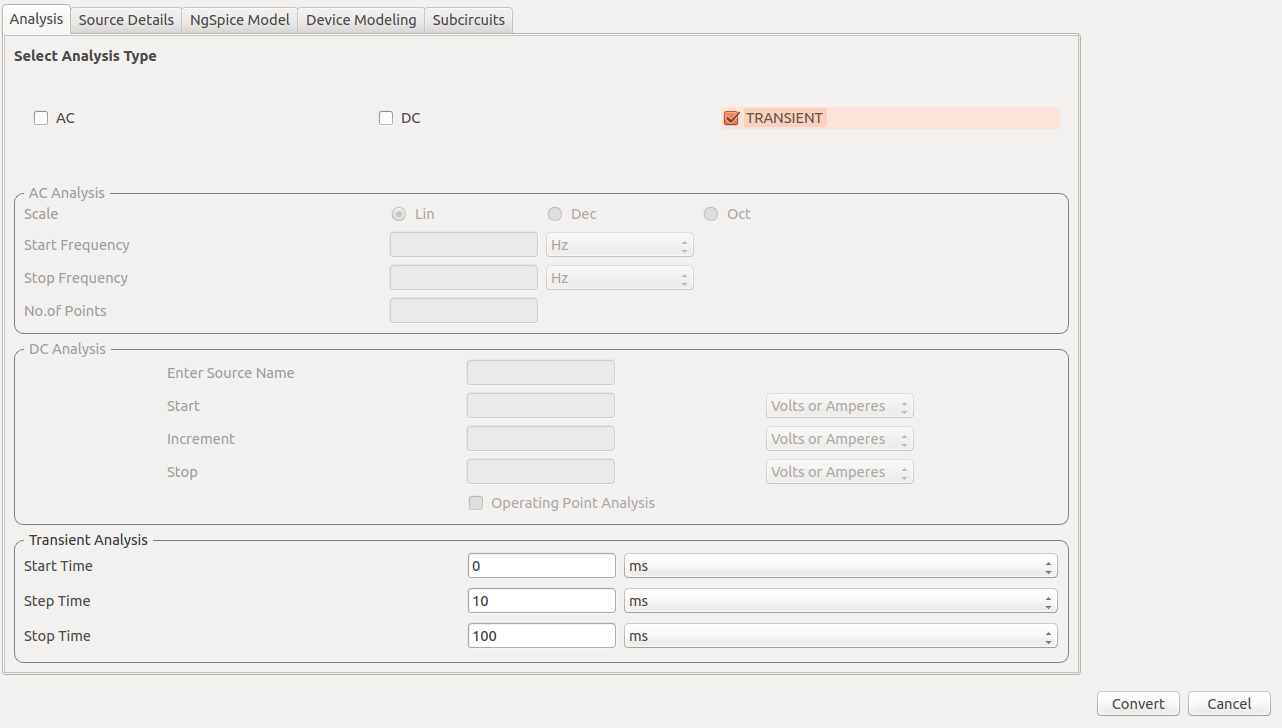 Analysis Source Details NgSpice Model Device Modeling Subcircuits
Select Analysis Type
AC DC TRANSIENT
AC Analysis
Scale Lin Dec Oct
Start Frequency Hz
Stop Frequency Hz
No.of Points
DC Analysis
Enter Source Name
Start Volts or Amperes
Increment Volts or Amperes
Stop Volts or Amperes
Operating Point Analysis
Transient Analysis
Start Time 0 ms
Step Time 10 ms
Stop Time 100 ms
Convert Cancel